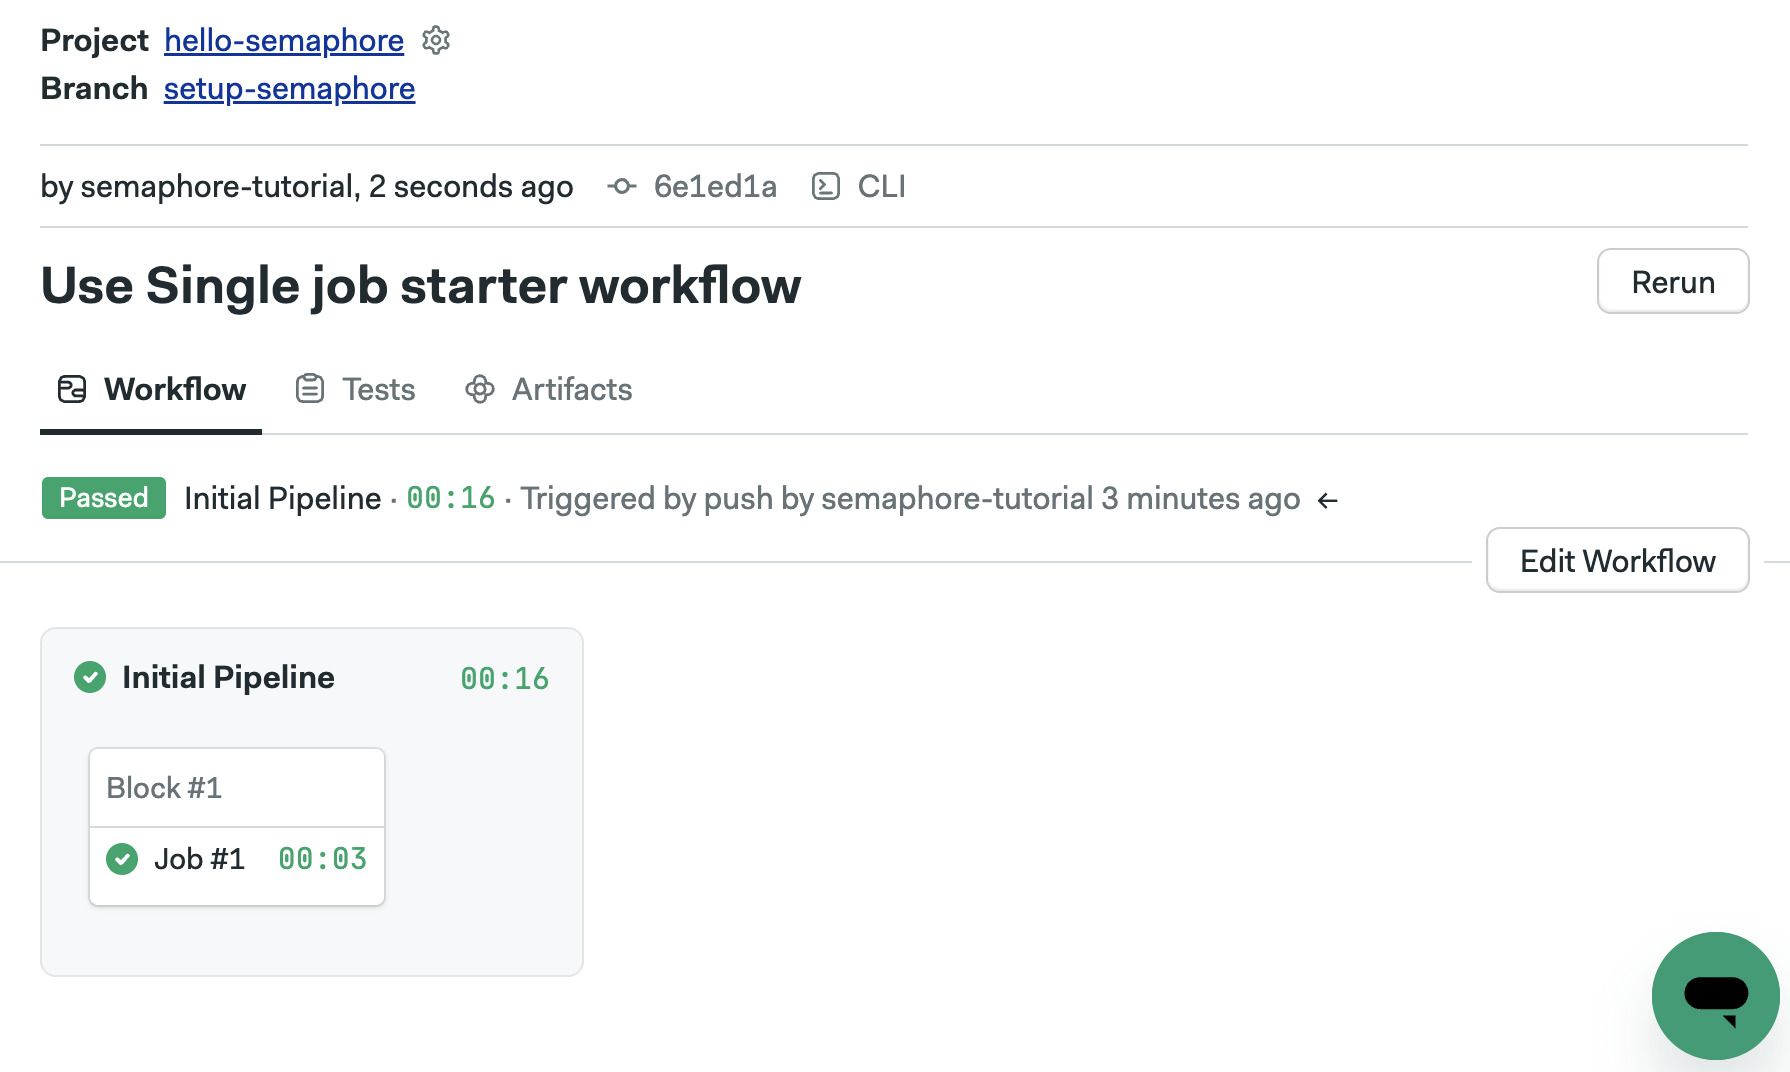 Project hello-semaphore
Branch setup-semaphore
by semaphore-tutorial, 2 seconds ago 6e1ed1a CLI
Use Single job starter workflow
Rerun
Workflow Tests Artifacts
Passed Initial Pipeline · 00:16 · Triggered by push by semaphore-tutorial 3 minutes ago ←
Edit Workflow
Initial Pipeline 00:16
Block #1
Job #1 00:03